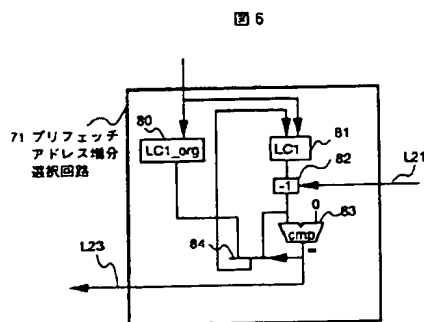 図 6
71 プリフェッチ
アドレス増分
選択回路
80
LC1_org
81
LC1
82
-1
L21
0
83
cmp
=
84
L23